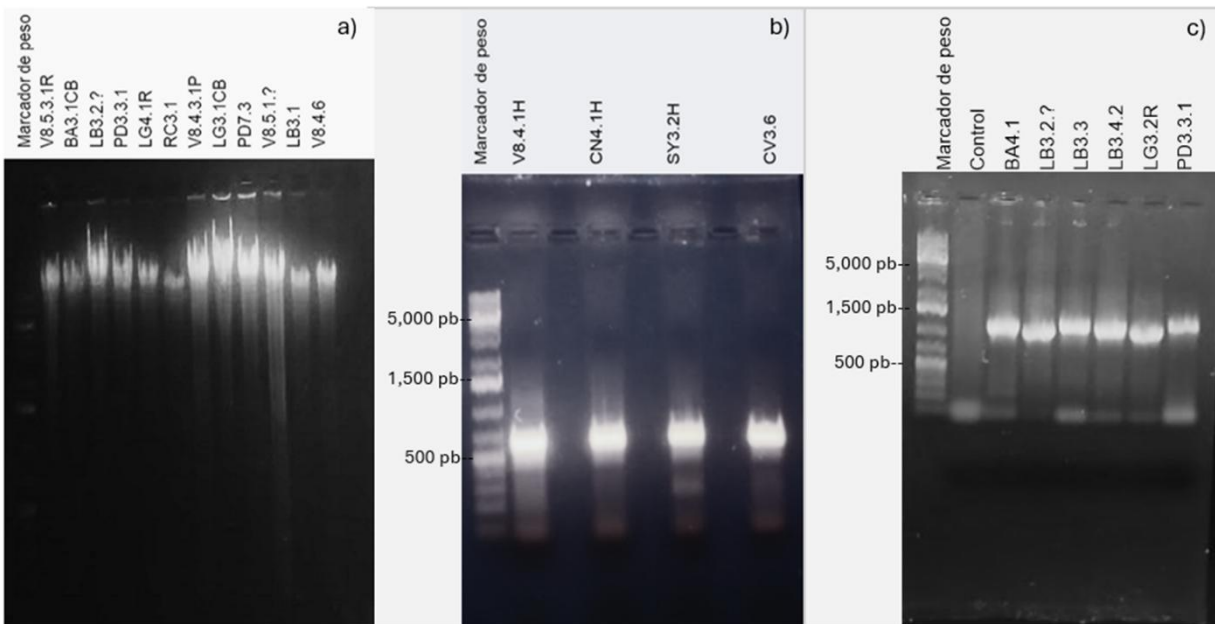 a)
Marcador de peso
V8.5.3.1R
BA3.1CB
LB3.2.?
PD3.3.1
LG4.1R
RC3.1
V8.4.3.1P
LG3.1CB
PD7.3
V8.5.1.?
LB3.1
V8.4.6
b)
Marcador de peso
V8.4.1H
CN4.1H
SY3.2H
CV3.6
5,000 pb--
1,500 pb--
500 pb--
c)
Marcador de peso
Control
BA4.1
LB3.2.?
LB3.3
LB3.4.2
LG3.2R
PD3.3.1
5,000 pb--
1,500 pb--
500 pb--